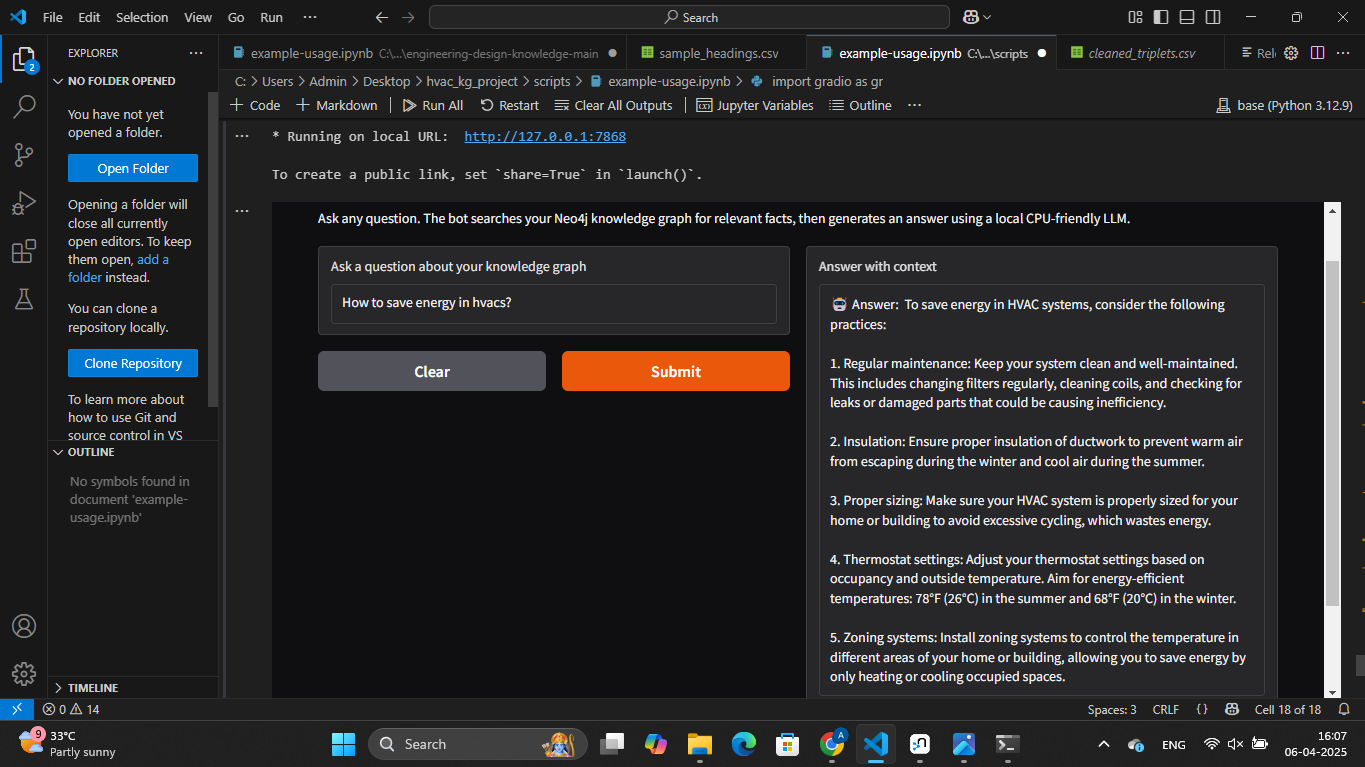 File Edit Selection View Go Run ··· Search
EXPLORER ···
example-usage.ipynb C:\...\engineering-design-knowledge-main
sample_headings.csv
example-usage.ipynb C:\...\scripts
cleaned_triplets.csv
Rel
C: > Users > Admin > Desktop > hvac_kg_project > scripts > example-usage.ipynb > import gradio as gr
+ Code + Markdown | Run All Restart Clear All Outputs | Jupyter Variables Outline ···
base (Python 3.12.9)
NO FOLDER OPENED
You have not yet
opened a folder.
Open Folder
Opening a folder will
close all currently
open editors. To keep
them open, add a
folder instead.
You can clone a
repository locally.
Clone Repository
To learn more about
how to use Git and
source control in VS
OUTLINE
No symbols found in
document 'example-
usage.ipynb'
TIMELINE
2
* Running on local URL: http://127.0.0.1:7868
To create a public link, set `share=True` in `launch()`.
Ask any question. The bot searches your Neo4j knowledge graph for relevant facts, then generates an answer using a local CPU-friendly LLM.
Ask a question about your knowledge graph
How to save energy in hvacs?
Clear
Submit
Answer with context
Answer: To save energy in HVAC systems, consider the following
practices:
1. Regular maintenance: Keep your system clean and well-maintained.
This includes changing filters regularly, cleaning coils, and checking for
leaks or damaged parts that could be causing inefficiency.
2. Insulation: Ensure proper insulation of ductwork to prevent warm air
from escaping during the winter and cool air during the summer.
3. Proper sizing: Make sure your HVAC system is properly sized for your
home or building to avoid excessive cycling, which wastes energy.
4. Thermostat settings: Adjust your thermostat settings based on
occupancy and outside temperature. Aim for energy-efficient
temperatures: 78°F (26°C) in the summer and 68°F (20°C) in the winter.
5. Zoning systems: Install zoning systems to control the temperature in
different areas of your home or building, allowing you to save energy by
only heating or cooling occupied spaces.
0 14
Spaces: 3 CRLF {} Cell 18 of 18
9
33°C
Partly sunny
Search
A
ENG
16:07
06-04-2025